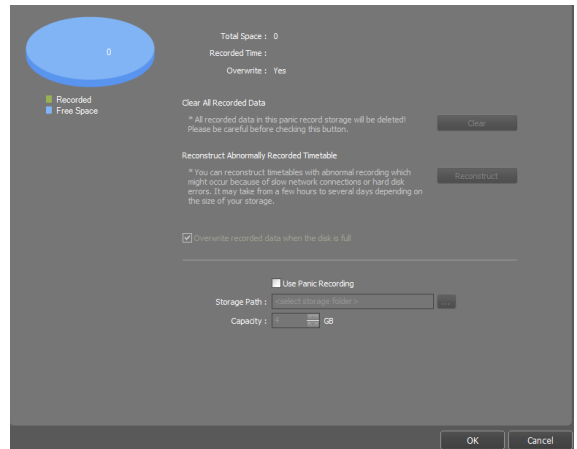 0
Total Space : 0
Recorded Time :
Overwrite : Yes
Recorded
Free Space
Clear All Recorded Data
* All recorded data in this panic record storage will be deleted!
Please be careful before checking this button.
Clear
Reconstruct Abnormally Recorded Timetable
* You can reconstruct timetables with abnormal recording which
might occur because of slow network connections or hard disk
errors. It may take from a few hours to several days depending on
the size of your storage.
Reconstruct
Overwrite recorded data when the disk is full
Use Panic Recording
Storage Path : <select storage folder>
...
Capacity : 4 GB
OK
Cancel